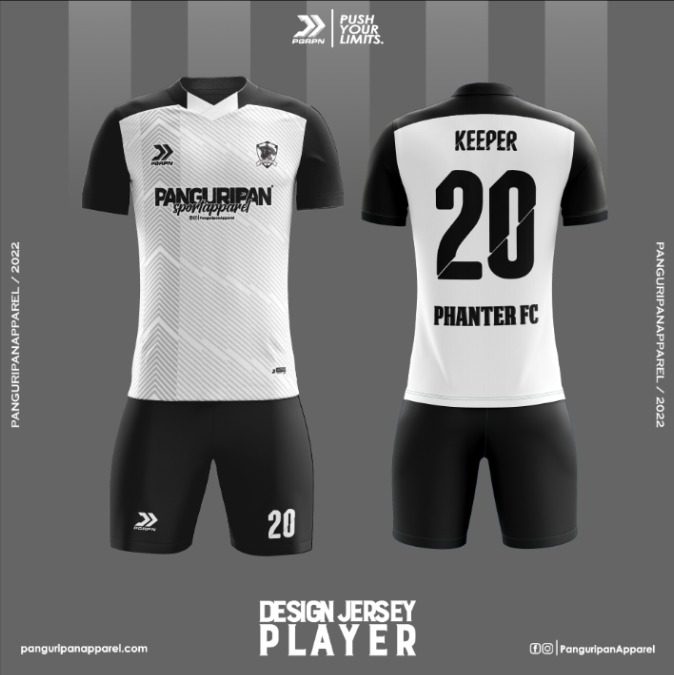 PGRPN
PUSH
YOUR
LIMITS.
PGRPN
PANGURIPAN
sportapparel
PanguripanApparel
KEEPER
20
PHANTER FC
PANGURIPANAPPAREL / 2022
PANGURIPANAPPAREL / 2022
PGRPN
20
DESIGN JERSEY
PLAYER
panguripanapparel.com
PanguripanApparel